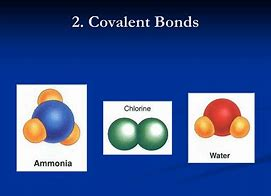 2. Covalent Bonds
Chlorine
Ammonia
Water